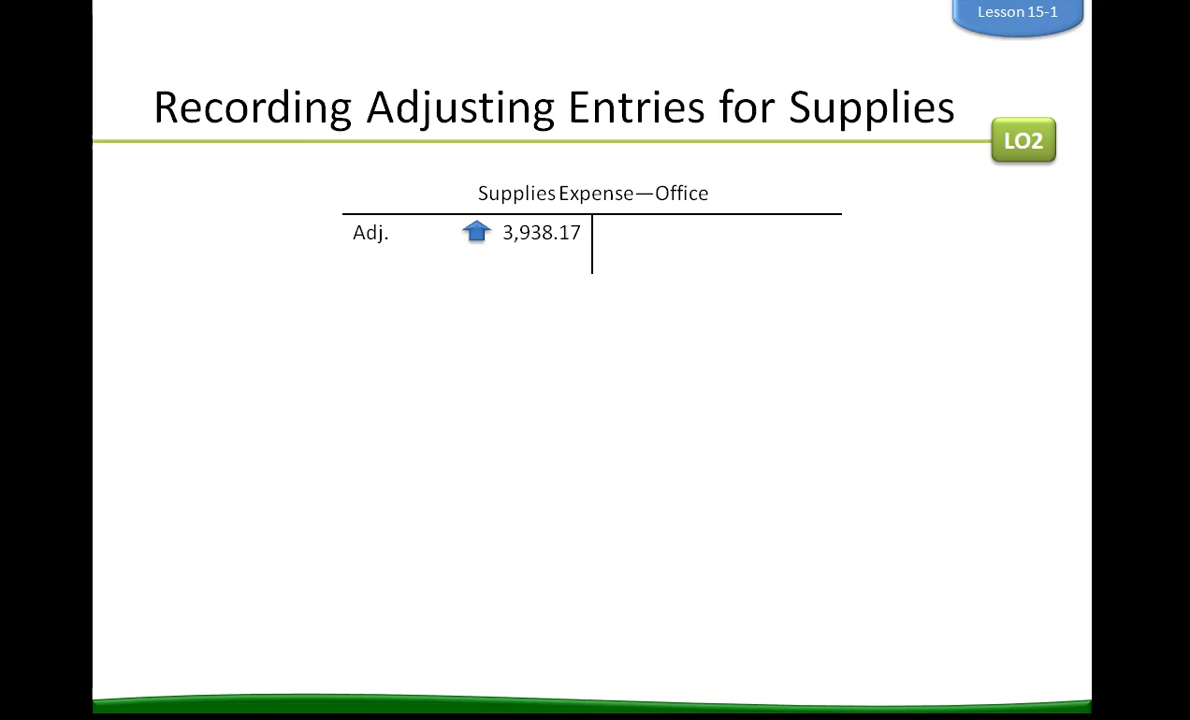 Lesson 15-1
Recording Adjusting Entries for Supplies
LO2
Supplies Expense—Office
Adj. 3,938.17